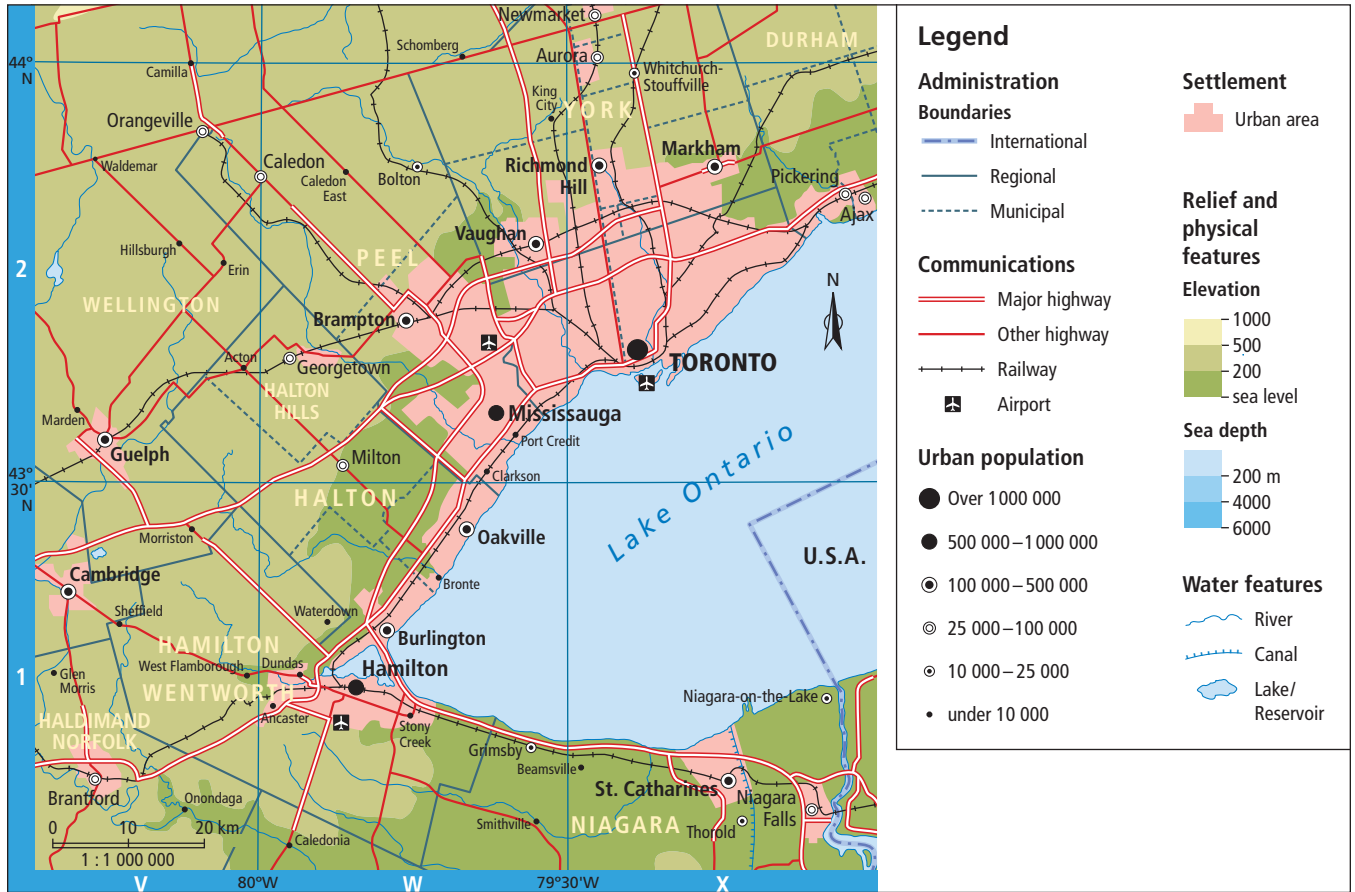 Newmarket
Schomberg
Aurora
DURHAM
44°
N
Camilla
Whitchurch-
Stouffville
King
City
YORK
Orangeville
Markham
Waldemar
Caledon
Caledon
East
Bolton
Richmond
Hill
Pickering
Ajax
Vaughan
Hillsburgh
Erin
PEEL
2
N
WELLINGTON
Brampton
Acton
Georgetown
TORONTO
HALTON
HILLS
Marden
Mississauga
Port Credit
Guelph
Milton
Clarkson
43°
30'
N
HALTON
Lake Ontario
Morriston
Oakville
U.S.A.
Cambridge
Bronte
Sheffield
Waterdown
HAMILTON
Burlington
West Flamborough
Dundas
Hamilton
1
Glen
Morris
WENTWORTH
Niagara-on-the-Lake
Ancaster
HALDIMAND
NORFOLK
Stony
Creek
Grimsby
Beamsville
St. Catharines
Brantford
Onondaga
Niagara
Falls
Smithville
NIAGARA
Thorold
Caledonia
0 10 20 km
1 : 1 000 000
V
80°W
W
79°30'W
X
Legend
Administration
Boundaries
International
Regional
Municipal
Communications
Major highway
Other highway
Railway
Airport
Urban population
Over 1000 000
500 000–1000 000
100 000–500 000
25 000–100 000
10 000–25 000
under 10 000
Settlement
Urban area
Relief and
physical
features
Elevation
1000
500
200
sea level
Sea depth
200 m
4000
6000
Water features
River
Canal
Lake/
Reservoir